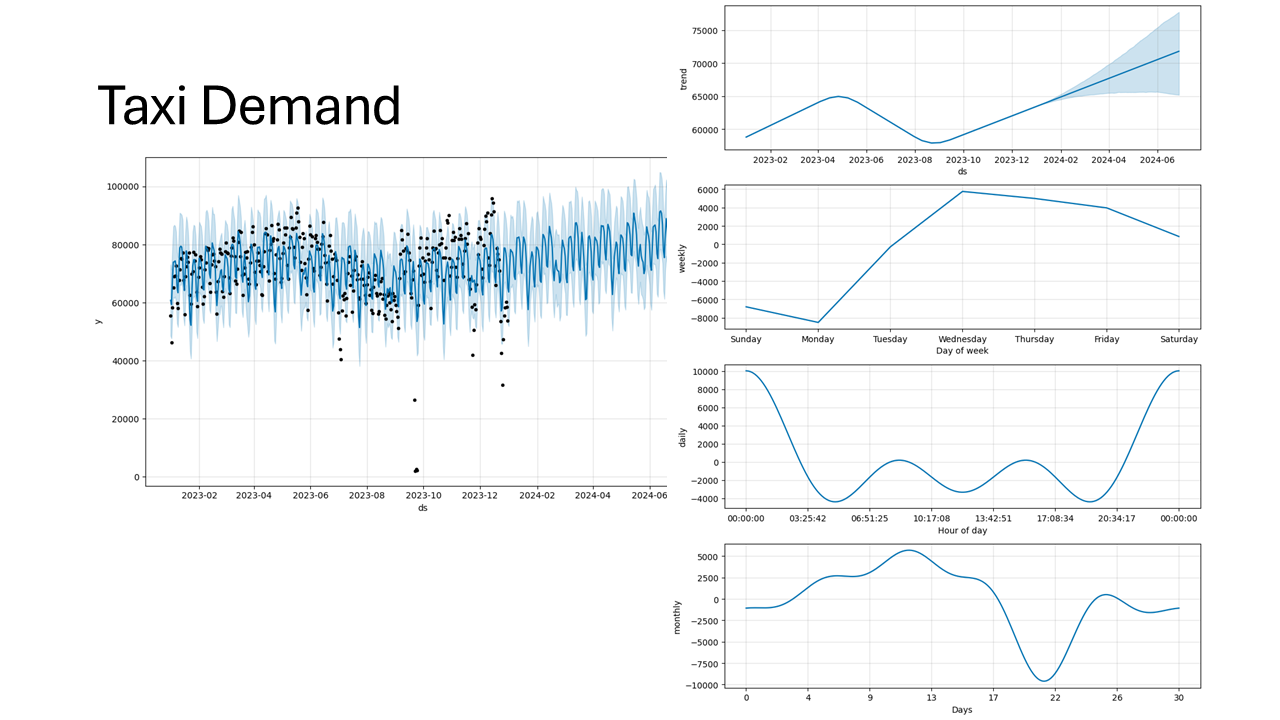 Taxi Demand
100000
80000
60000
40000
20000
0
y
2023-02 2023-04 2023-06 2023-08 2023-10 2023-12 2024-02 2024-04 2024-06
ds
75000
70000
65000
60000
trend
2023-02 2023-04 2023-06 2023-08 2023-10 2023-12 2024-02 2024-04 2024-06
ds
6000
4000
2000
0
−2000
−4000
−6000
−8000
weekly
Sunday Monday Tuesday Wednesday Thursday Friday Saturday
Day of week
10000
8000
6000
4000
2000
0
−2000
−4000
daily
00:00:00 03:25:42 06:51:25 10:17:08 13:42:51 17:08:34 20:34:17 00:00:00
Hour of day
5000
2500
0
−2500
−5000
−7500
−10000
monthly
0 4 9 13 17 22 26 30
Days